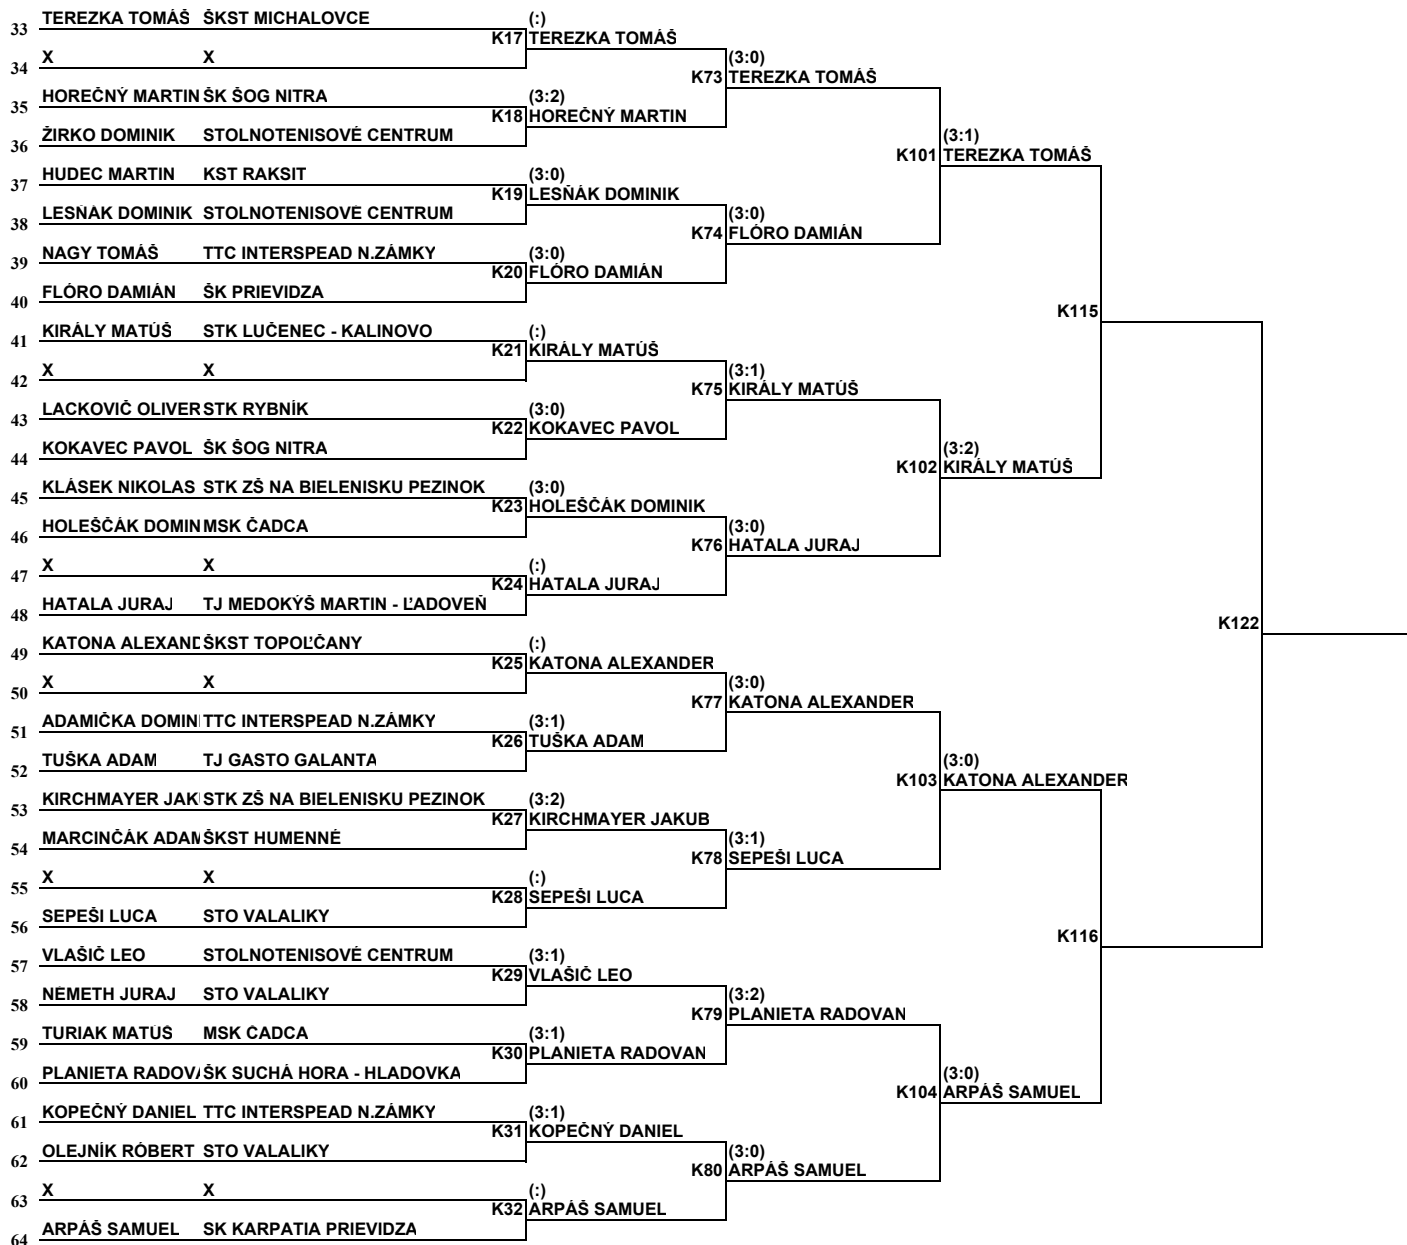 33 TEREZKA TOMÁŠ ŠKST MICHALOVCE
(:)
K17 TEREZKA TOMÁŠ
34 X X
(3:0)
K73 TEREZKA TOMÁŠ
35 HOREČNÝ MARTIN ŠK ŠOG NITRA
(3:2)
K18 HOREČNÝ MARTIN
36 ŽIRKO DOMINIK STOLNOTENISOVÉ CENTRUM
(3:1)
K101 TEREZKA TOMÁŠ
37 HUDEC MARTIN KST RAKSIT
(3:0)
K19 LESŇÁK DOMINIK
38 LESŇÁK DOMINIK STOLNOTENISOVÉ CENTRUM
(3:0)
K74 FLÓRO DAMIÁN
39 NAGY TOMÁŠ TTC INTERSPEAD N.ZÁMKY
(3:0)
K20 FLÓRO DAMIÁN
40 FLÓRO DAMIÁN ŠK PRIEVIDZA
K115
41 KIRÁLY MATÚŠ STK LUČENEC - KALINOVO
(:)
K21 KIRÁLY MATÚŠ
42 X X
(3:1)
K75 KIRÁLY MATÚŠ
43 LACKOVIČ OLIVER STK RYBNÍK
(3:0)
K22 KOKAVEC PAVOL
44 KOKAVEC PAVOL ŠK ŠOG NITRA
(3:2)
K102 KIRÁLY MATÚŠ
45 KLÁSEK NIKOLAS STK ZŠ NA BIELENISKU PEZINOK
(3:0)
K23 HOLEŠČÁK DOMINIK
46 HOLEŠČÁK DOMIN MSK ČADCA
(3:0)
K76 HATALA JURAJ
47 X X
(:)
K24 HATALA JURAJ
48 HATALA JURAJ TJ MEDOKÝŠ MARTIN - ĽADOVEŇ
K122
49 KATONA ALEXAND ŠKST TOPOĽČANY
(:)
K25 KATONA ALEXANDER
50 X X
(3:0)
K77 KATONA ALEXANDER
51 ADAMIČKA DOMINI TTC INTERSPEAD N.ZÁMKY
(3:1)
K26 TUŠKA ADAM
52 TUŠKA ADAM TJ GASTO GALANTA
(3:0)
K103 KATONA ALEXANDER
53 KIRCHMAYER JAK STK ZŠ NA BIELENISKU PEZINOK
(3:2)
K27 KIRCHMAYER JAKUB
54 MARCINČÁK ADAM ŠKST HUMENNÉ
(3:1)
K78 SEPEŠI LUCA
55 X X
(:)
K28 SEPEŠI LUCA
56 SEPEŠI LUCA STO VALALIKY
K116
57 VLAŠIČ LEO STOLNOTENISOVÉ CENTRUM
(3:1)
K29 VLAŠIČ LEO
58 NÉMETH JURAJ STO VALALIKY
(3:2)
K79 PLANIETA RADOVAN
59 TURIAK MATÚŠ MSK ČADCA
(3:1)
K30 PLANIETA RADOVAN
60 PLANIETA RADOVA ŠK SUCHÁ HORA - HLADOVKA
(3:0)
K104 ARPÁŠ SAMUEL
61 KOPEČNÝ DANIEL TTC INTERSPEAD N.ZÁMKY
(3:1)
K31 KOPEČNÝ DANIEL
62 OLEJNÍK RÓBERT STO VALALIKY
(3:0)
K80 ARPÁŠ SAMUEL
63 X X
(:)
K32 ARPÁŠ SAMUEL
64 ARPÁŠ SAMUEL SK KARPATIA PRIEVIDZA